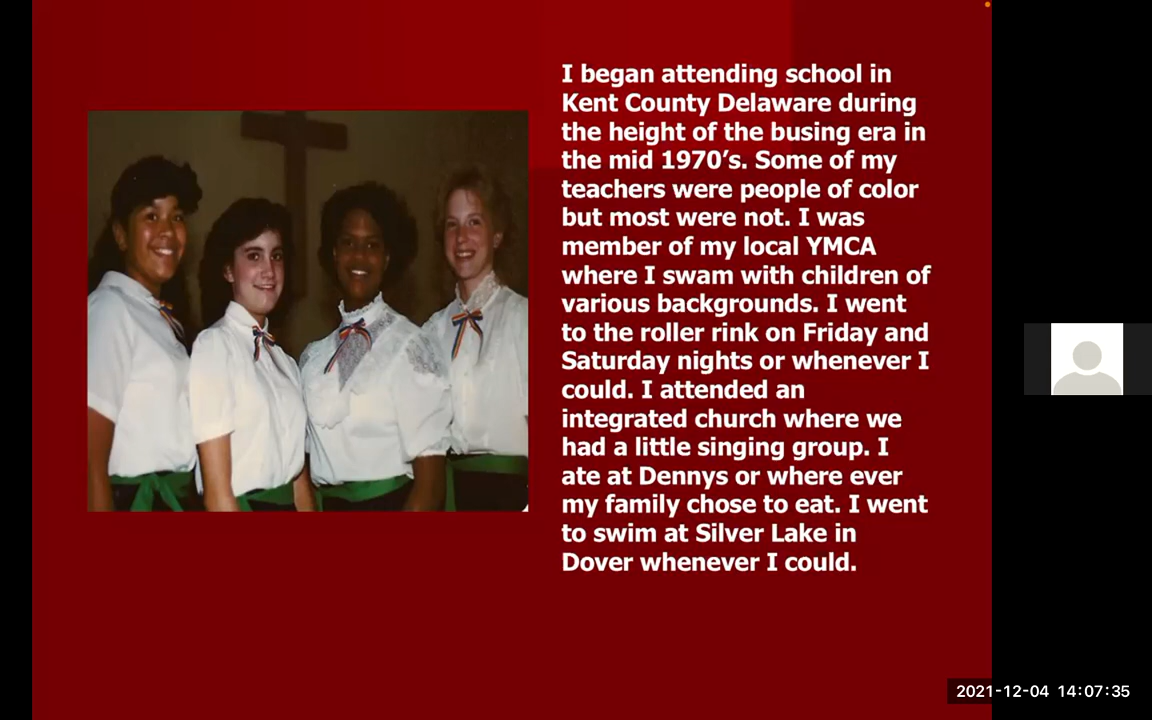 I began attending school in
Kent County Delaware during
the height of the busing era in
the mid 1970’s. Some of my
teachers were people of color
but most were not. I was
member of my local YMCA
where I swam with children of
various backgrounds. I went
to the roller rink on Friday and
Saturday nights or whenever I
could. I attended an
integrated church where we
had a little singing group. I
ate at Dennys or where ever
my family chose to eat. I went
to swim at Silver Lake in
Dover whenever I could.
2021-12-04 14:07:35